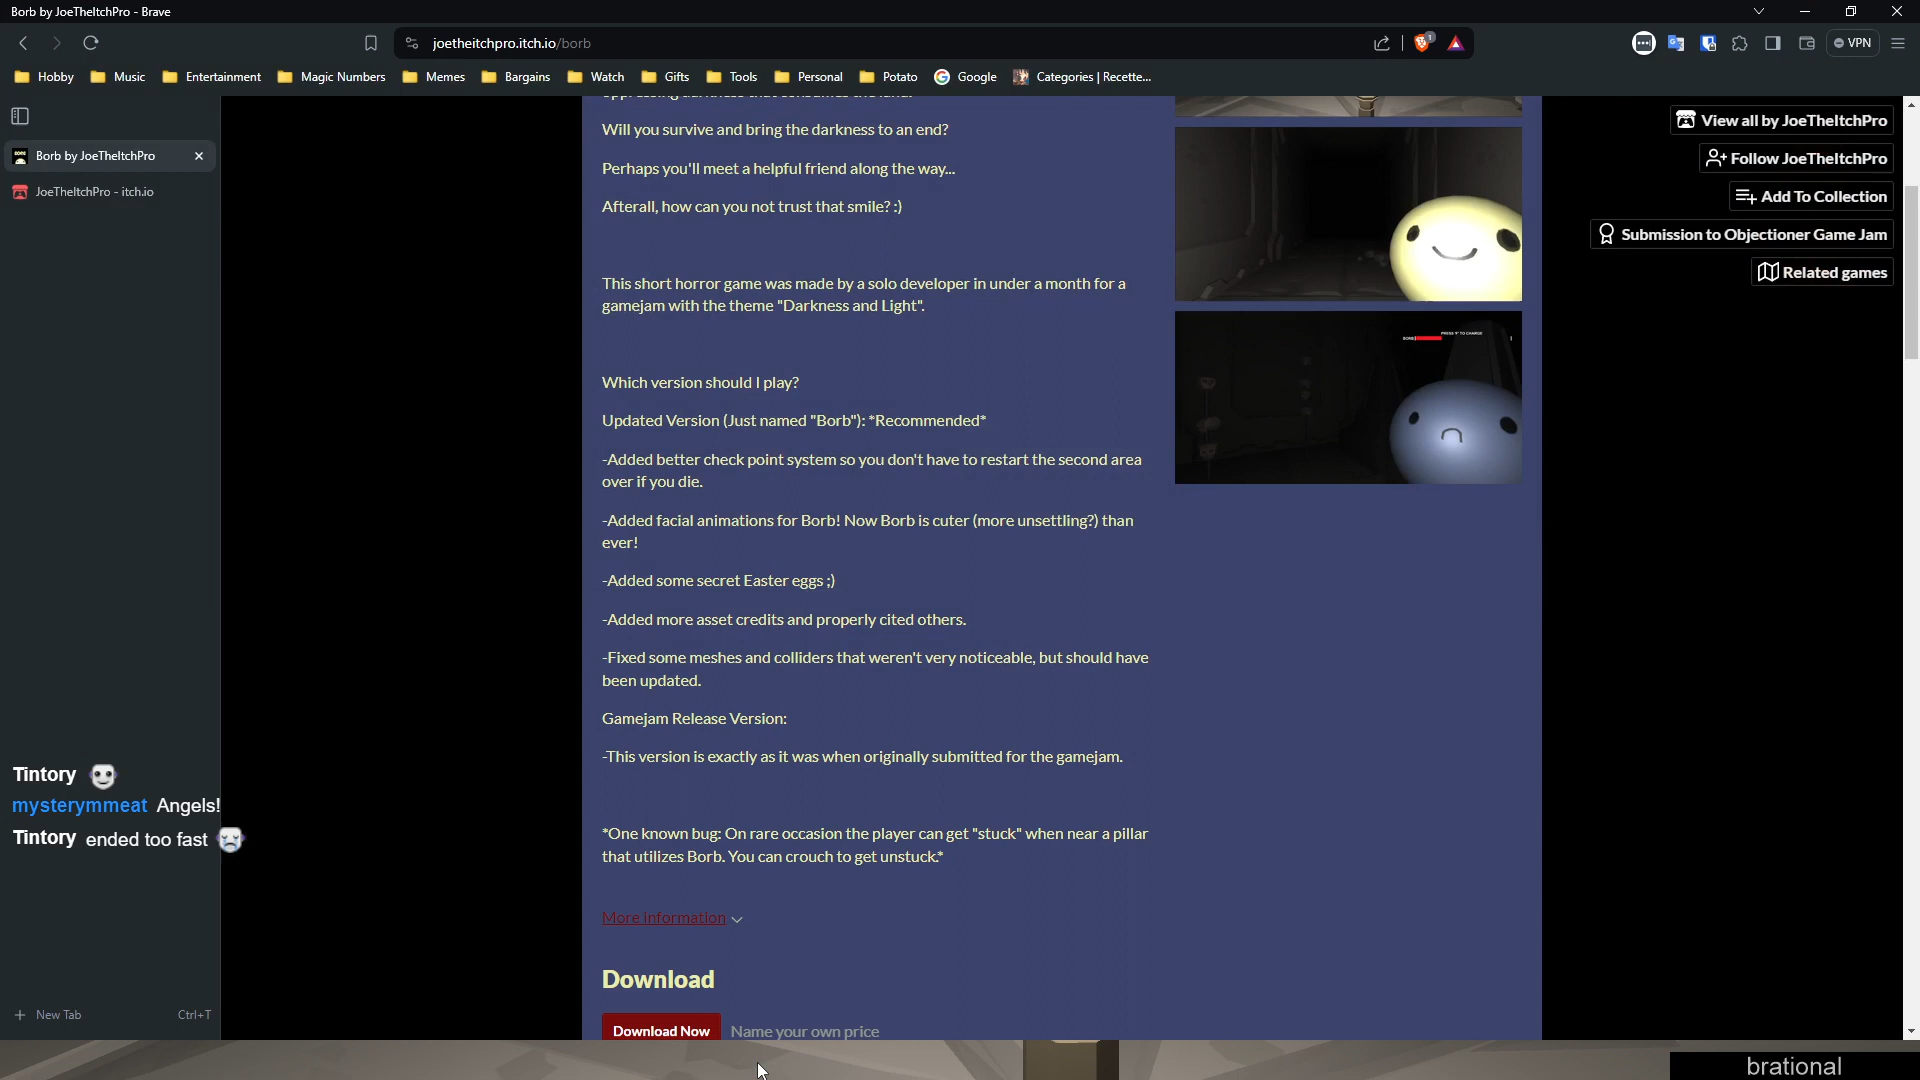 Borb by JoeTheItchPro - Brave
joetheitchpro.itch.io/borb
1
VPN
Hobby Music Entertainment Magic Numbers Memes Bargains Watch Gifts Tools Personal Potato Google Categories | Recette...
Borb by JoeTheItchPro
JoeTheItchPro - itch.io
Will you survive and bring the darkness to an end?
Perhaps you'll meet a helpful friend along the way...
Afterall, how can you not trust that smile? :)
This short horror game was made by a solo developer in under a month for a
gamejam with the theme "Darkness and Light".
Which version should I play?
Updated Version (Just named "Borb"): *Recommended*
-Added better check point system so you don't have to restart the second area
over if you die.
-Added facial animations for Borb! Now Borb is cuter (more unsettling?) than
ever!
-Added some secret Easter eggs ;)
-Added more asset credits and properly cited others.
-Fixed some meshes and colliders that weren't very noticeable, but should have
been updated.
Gamejam Release Version:
-This version is exactly as it was when originally submitted for the gamejam.
*One known bug: On rare occasion the player can get "stuck" when near a pillar
that utilizes Borb. You can crouch to get unstuck.*
More information
Download
Download Now Name your own price
PRESS 'F' TO CHARGE
BORB
View all by JoeTheItchPro
Follow JoeTheItchPro
Add To Collection
Submission to Objectioner Game Jam
Related games
Tintory
mysterymmeat Angels!
Tintory ended too fast
New Tab Ctrl+T
brational